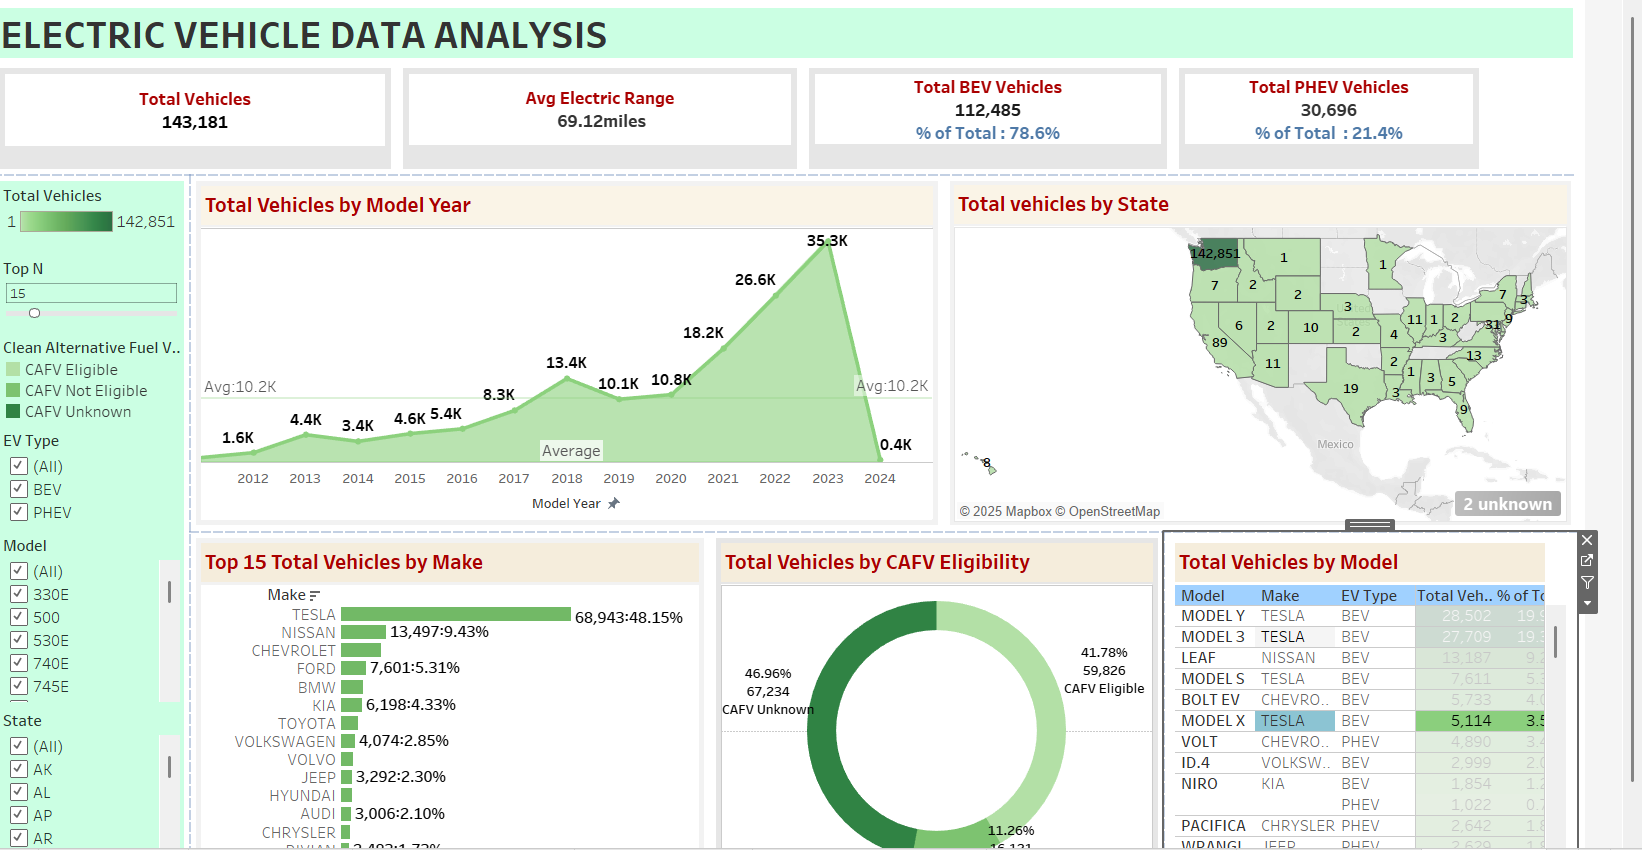 ELECTRIC VEHICLE DATA ANALYSIS
Total Vehicles
143,181
Avg Electric Range
69.12miles
Total BEV Vehicles
112,485
% of Total : 78.6%
Total PHEV Vehicles
30,696
% of Total : 21.4%
Total Vehicles
1 142,851
Top N
15
Clean Alternative Fuel V..
CAFV Eligible
CAFV Not Eligible
CAFV Unknown
EV Type
(All)
BEV
PHEV
Model
(All)
330E
500
530E
740E
745E
State
(All)
AK
AL
AP
AR
Total Vehicles by Model Year
35.3K
26.6K
18.2K
13.4K
10.1K
10.8K
8.3K
Avg:10.2K
Avg:10.2K
4.4K
3.4K
4.6K
5.4K
1.6K
0.4K
Average
2012 2013 2014 2015 2016 2017 2018 2019 2020 2021 2022 2023 2024
Model Year
Total vehicles by State
142,851
1
1
7
2
2
7
3
3
6
2
10
2
11
1
2
31
9
4
3
89
11
2
13
1
3
5
19
3
9
8
Mexico
© 2025 Mapbox © OpenStreetMap
2 unknown
Top 15 Total Vehicles by Make
Make
TESLA 68,943:48.15%
NISSAN 13,497:9.43%
CHEVROLET
FORD 7,601:5.31%
BMW
KIA 6,198:4.33%
TOYOTA
VOLKSWAGEN 4,074:2.85%
VOLVO
JEEP 3,292:2.30%
HYUNDAI
AUDI 3,006:2.10%
CHRYSLER
Total Vehicles by CAFV Eligibility
46.96%
67,234
CAFV Unknown
41.78%
59,826
CAFV Eligible
11.26%
Total Vehicles by Model
Model Make EV Type Total Veh.. % of To
MODEL Y TESLA BEV 28,502 19.9
MODEL 3 TESLA BEV 27,709 19.3
LEAF NISSAN BEV 13,187 9.2
MODEL S TESLA BEV 7,611 5.3
BOLT EV CHEVRO.. BEV 5,733 4.0
MODEL X TESLA BEV 5,114 3.5
VOLT CHEVRO.. PHEV 4,890 3.4
ID.4 VOLKSW.. BEV 2,999 2.0
NIRO KIA BEV 1,854 1.2
PHEV 1,022 0.7
PACIFICA CHRYSLER PHEV 2,642 1.8